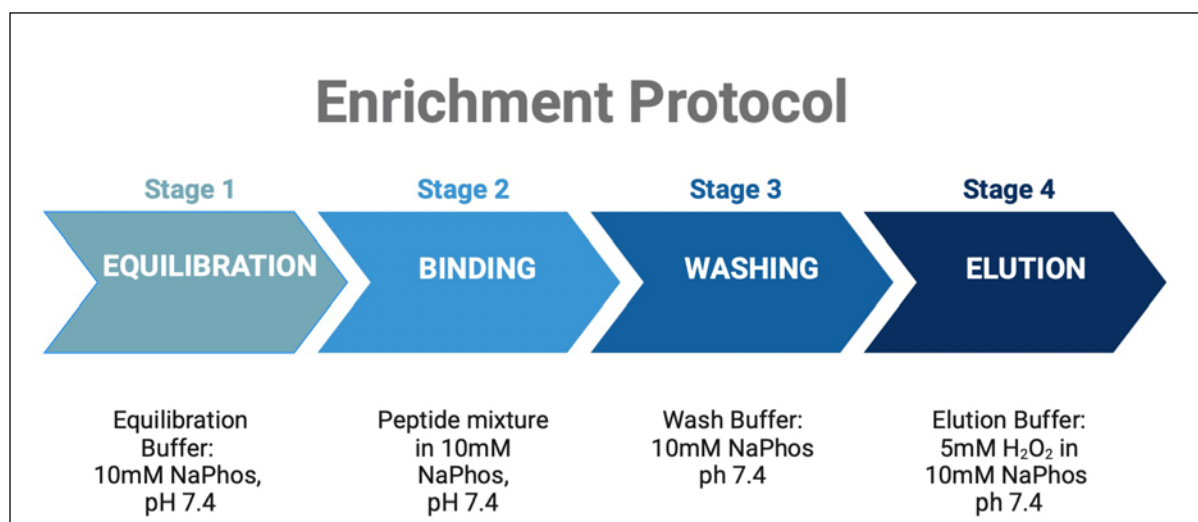 Enrichment Protocol
Stage 1
Stage 2
Stage 3
Stage 4
EQUILIBRATION
BINDING
WASHING
ELUTION
Equilibration
Buffer:
10mM NaPhos,
pH 7.4
Peptide mixture
in 10mM
NaPhos,
pH 7.4
Wash Buffer:
10mM NaPhos
ph 7.4
Elution Buffer:
5mM H₂O₂ in
10mM NaPhos
ph 7.4